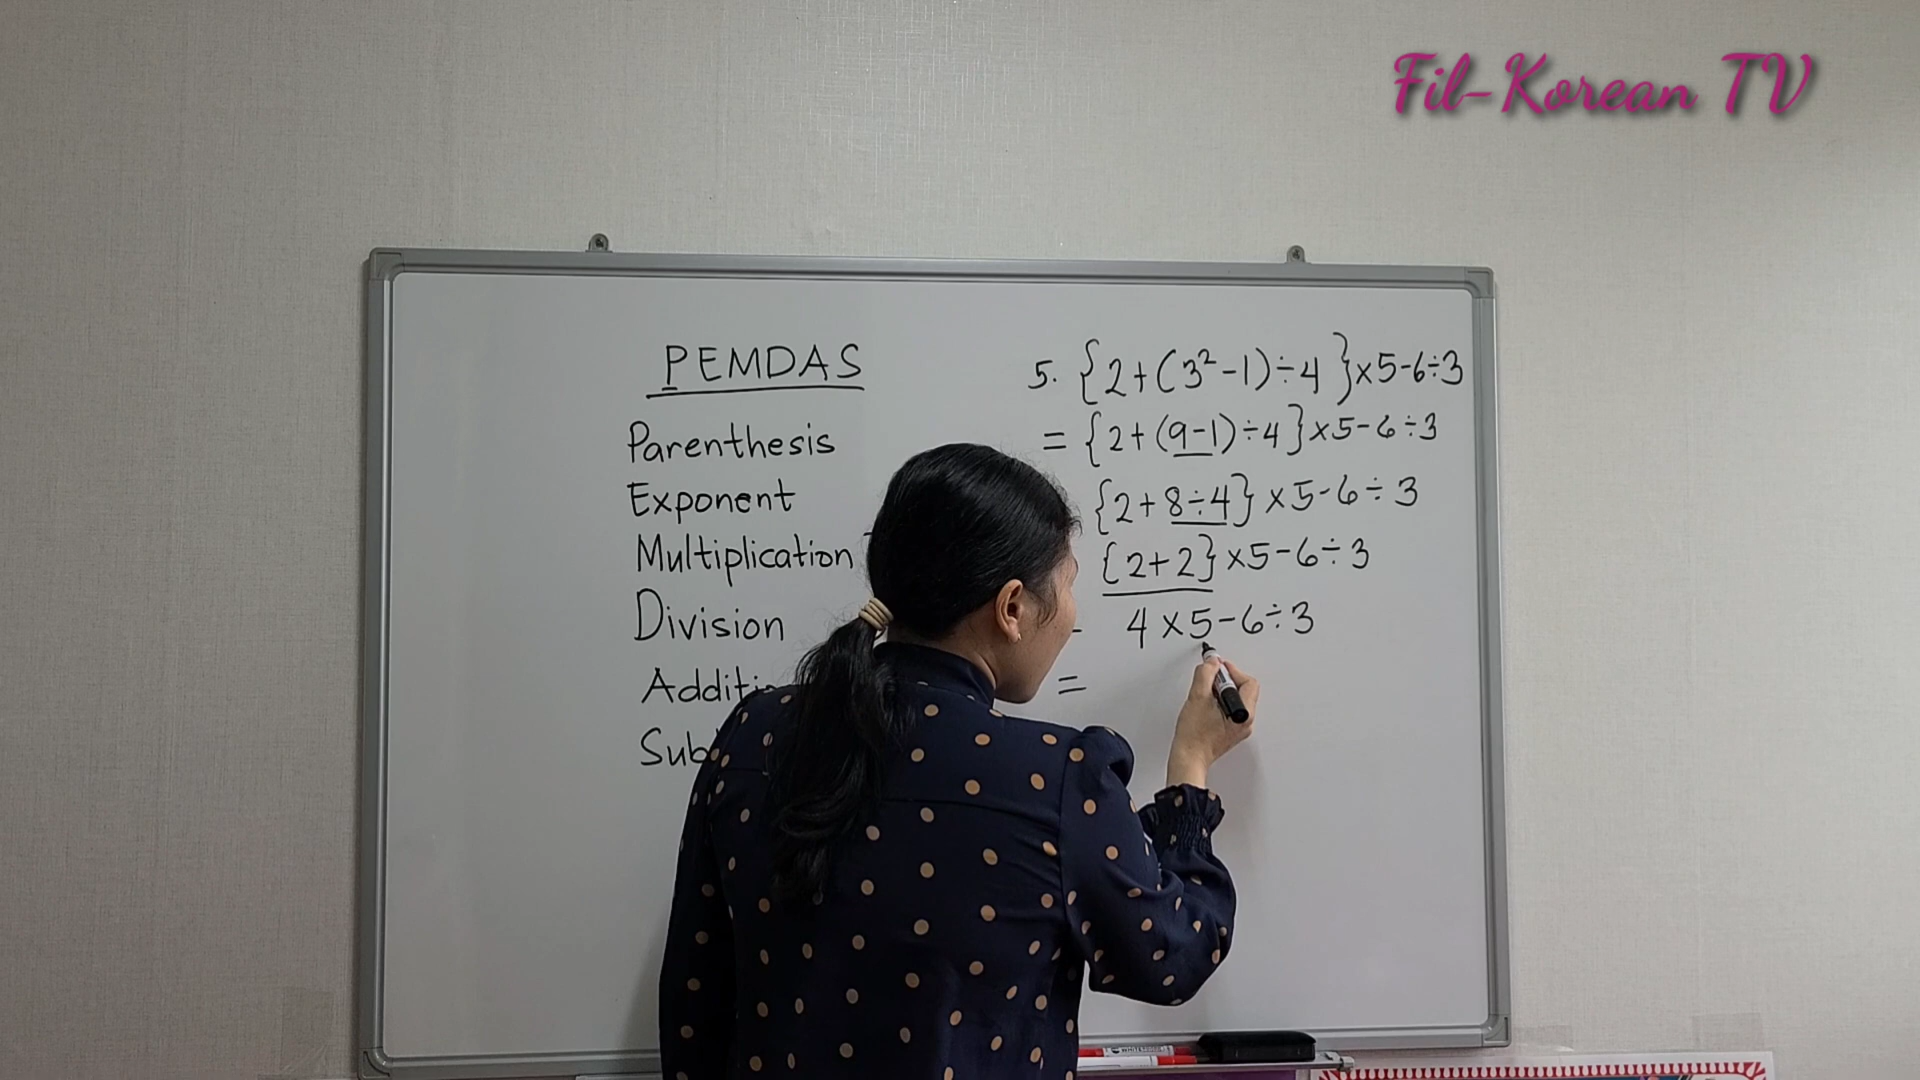 Fil-Korean TV
PEMDAS
Parenthesis
Exponent
Multiplication
Division
5. {2+(3²-1)÷4}×5-6÷3
= {2+(9-1)÷4}×5-6÷3
{2+8÷4}×5-6÷3
{2+2}×5-6÷3
4×5-6÷3
=